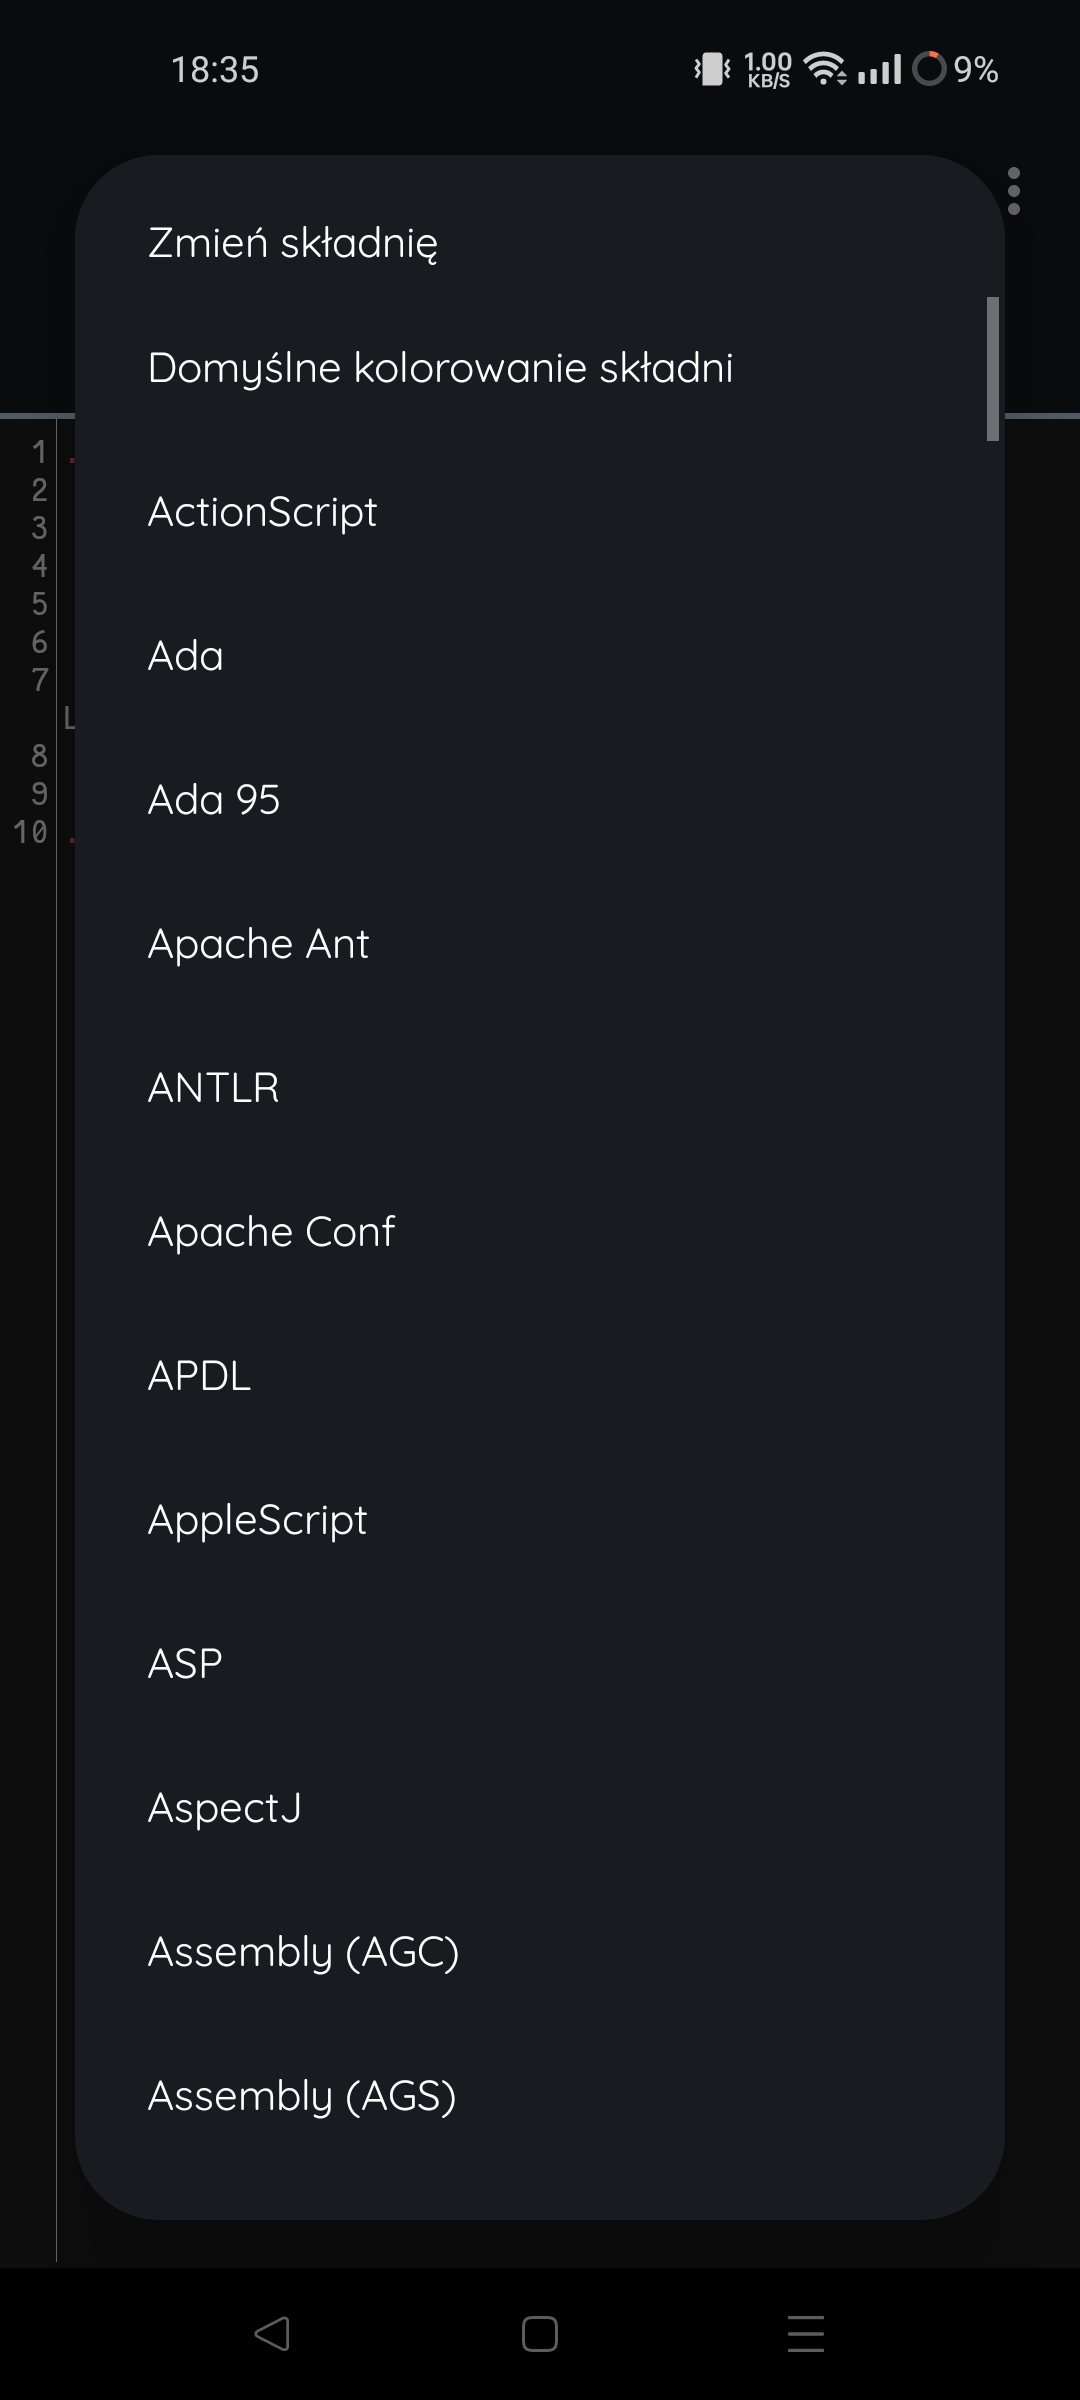 18:35
1.00
KB/S
9%
Zmień składnię
Domyślne kolorowanie składni
ActionScript
Ada
Ada 95
Apache Ant
ANTLR
Apache Conf
APDL
AppleScript
ASP
AspectJ
Assembly (AGC)
Assembly (AGS)
1 .
2
3
4
5
6
7
L
8
9
10 .